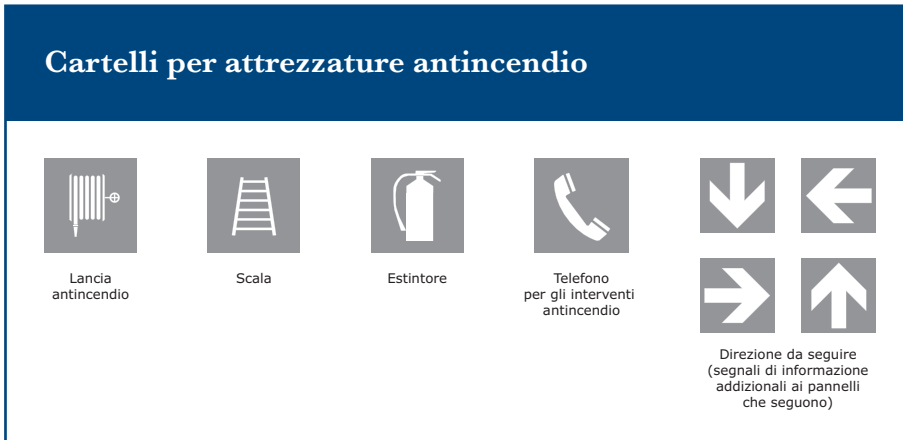 Cartelli per attrezzature antincendio
Lancia
antincendio
Scala
Estintore
Telefono
per gli interventi
antincendio
Direzione da seguire
(segnali di informazione
addizionali ai pannelli
che seguono)